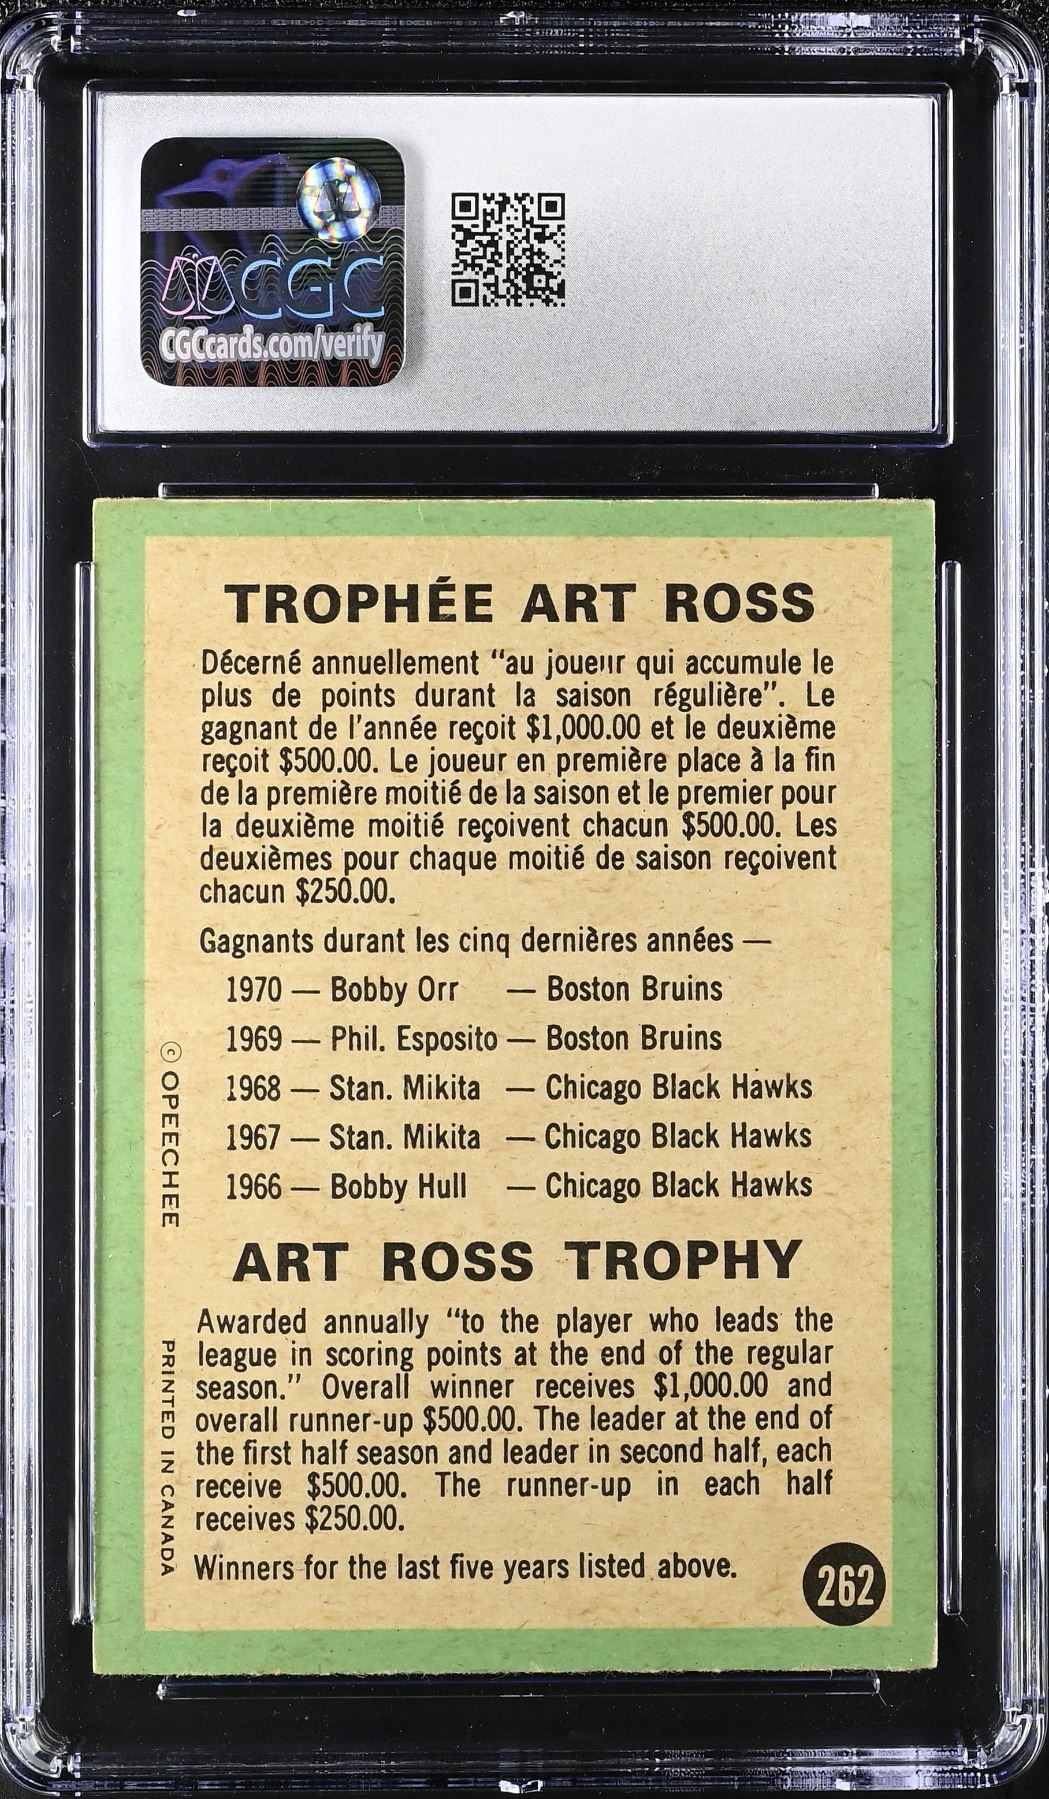 CGC
CGCcards.com/verify
TROPHÉE ART ROSS
Décerné annuellement “au joueur qui accumule le
plus de points durant la saison régulière”. Le
gagnant de l’année reçoit $1,000.00 et le deuxième
reçoit $500.00. Le joueur en première place à la fin
de la première moitié de la saison et le premier pour
la deuxième moitié reçoivent chacun $500.00. Les
deuxièmes pour chaque moitié de saison reçoivent
chacun $250.00.
Gagnants durant les cinq dernières années —
1970 — Bobby Orr — Boston Bruins
1969 — Phil. Esposito — Boston Bruins
1968 — Stan. Mikita — Chicago Black Hawks
1967 — Stan. Mikita — Chicago Black Hawks
1966 — Bobby Hull — Chicago Black Hawks
ART ROSS TROPHY
Awarded annually “to the player who leads the
league in scoring points at the end of the regular
season.” Overall winner receives $1,000.00 and
overall runner-up $500.00. The leader at the end of
the first half season and leader in second half, each
receive $500.00. The runner-up in each half
receives $250.00.
Winners for the last five years listed above.
262
© OPEECHEE
PRINTED IN CANADA